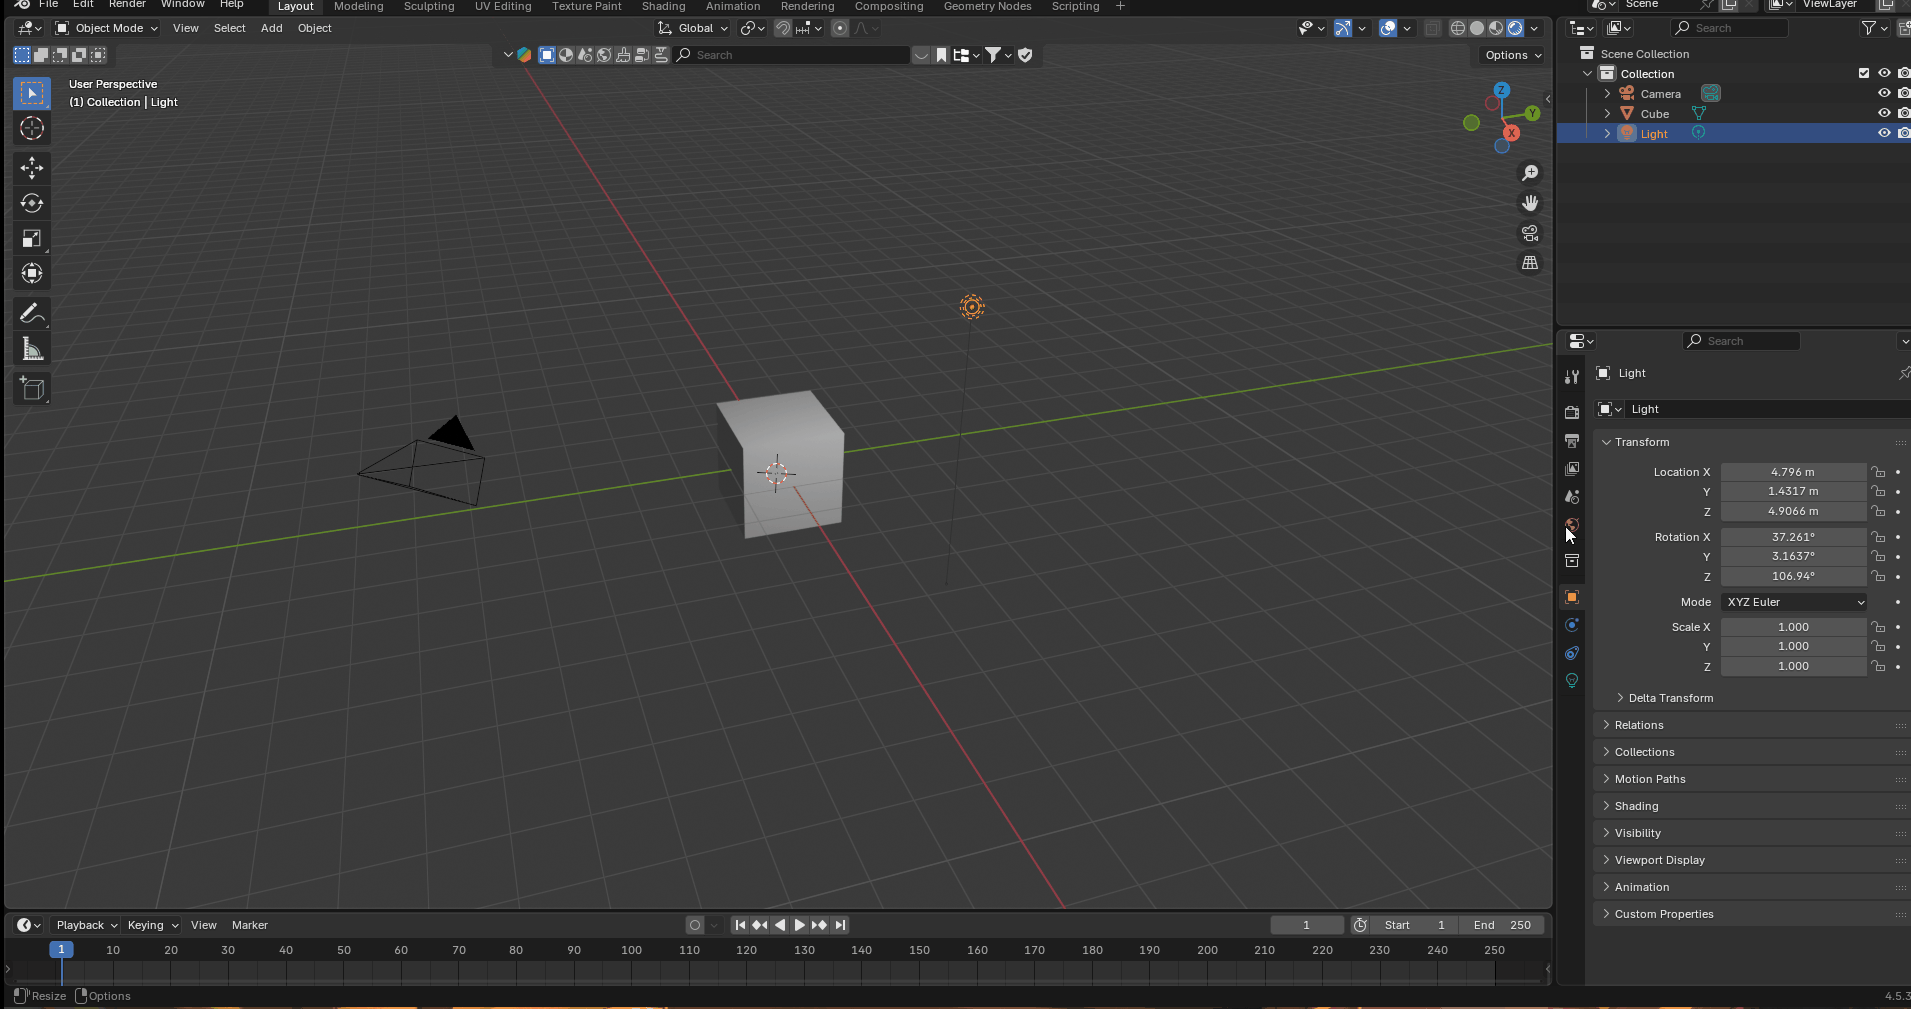 File Edit Render Window Help Layout Modeling Sculpting UV Editing Texture Paint Shading Animation Rendering Compositing Geometry Nodes Scripting + Scene ViewLayer
Object Mode View Select Add Object Global Search
Search Options
User Perspective
(1) Collection | Light
Z
Y
X
Scene Collection
Collection
Camera
Cube
Light
Search
Light
Light
Transform
Location X 4.796 m
Y 1.4317 m
Z 4.9066 m
Rotation X 37.261°
Y 3.1637°
Z 106.94°
Mode XYZ Euler
Scale X 1.000
Y 1.000
Z 1.000
Delta Transform
Relations
Collections
Motion Paths
Shading
Visibility
Viewport Display
Animation
Custom Properties
Playback Keying View Marker 1 Start 1 End 250
1 10 20 30 40 50 60 70 80 90 100 110 120 130 140 150 160 170 180 190 200 210 220 230 240 250
Resize Options 4.5.3